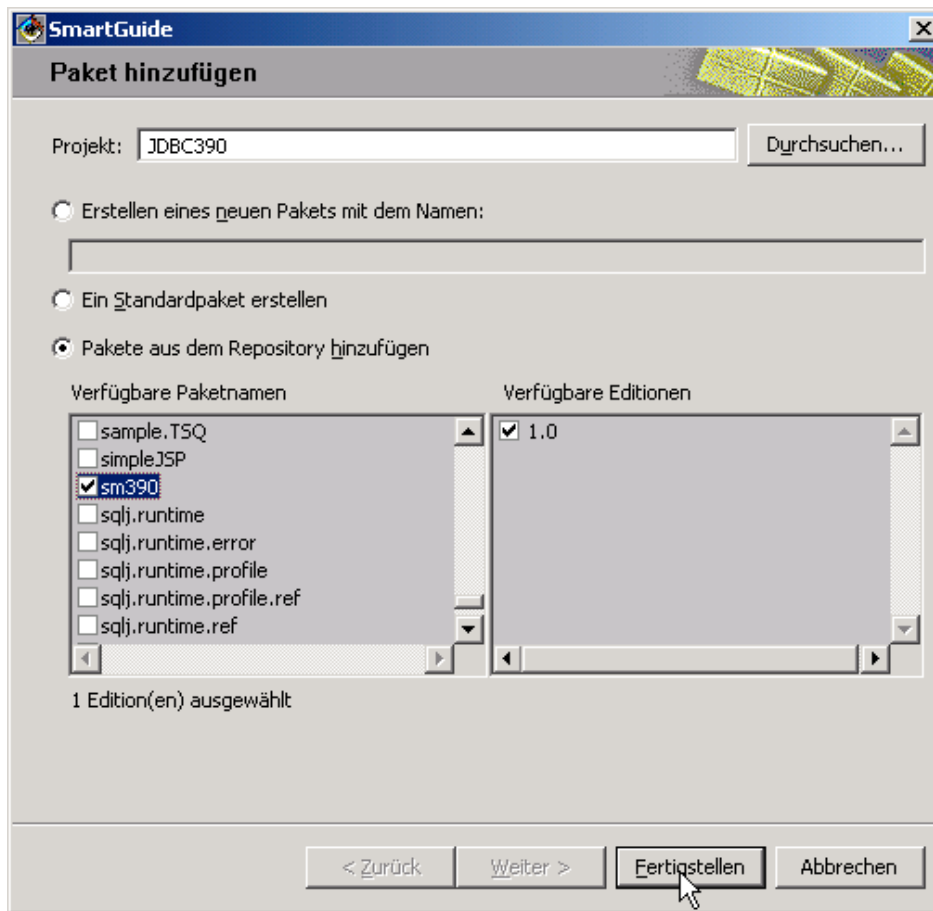 SmartGuide
Paket hinzufügen
Projekt: JDBC390 Durchsuchen...
Erstellen eines neuen Pakets mit dem Namen:
Ein Standardpaket erstellen
Pakete aus dem Repository hinzufügen
Verfügbare Paketnamen
sample.TSQ
simpleJSP
sm390
sqlj.runtime
sqlj.runtime.error
sqlj.runtime.profile
sqlj.runtime.profile.ref
sqlj.runtime.ref
Verfügbare Editionen
1.0
1 Edition(en) ausgewählt
< Zurück Weiter > Fertigstellen Abbrechen